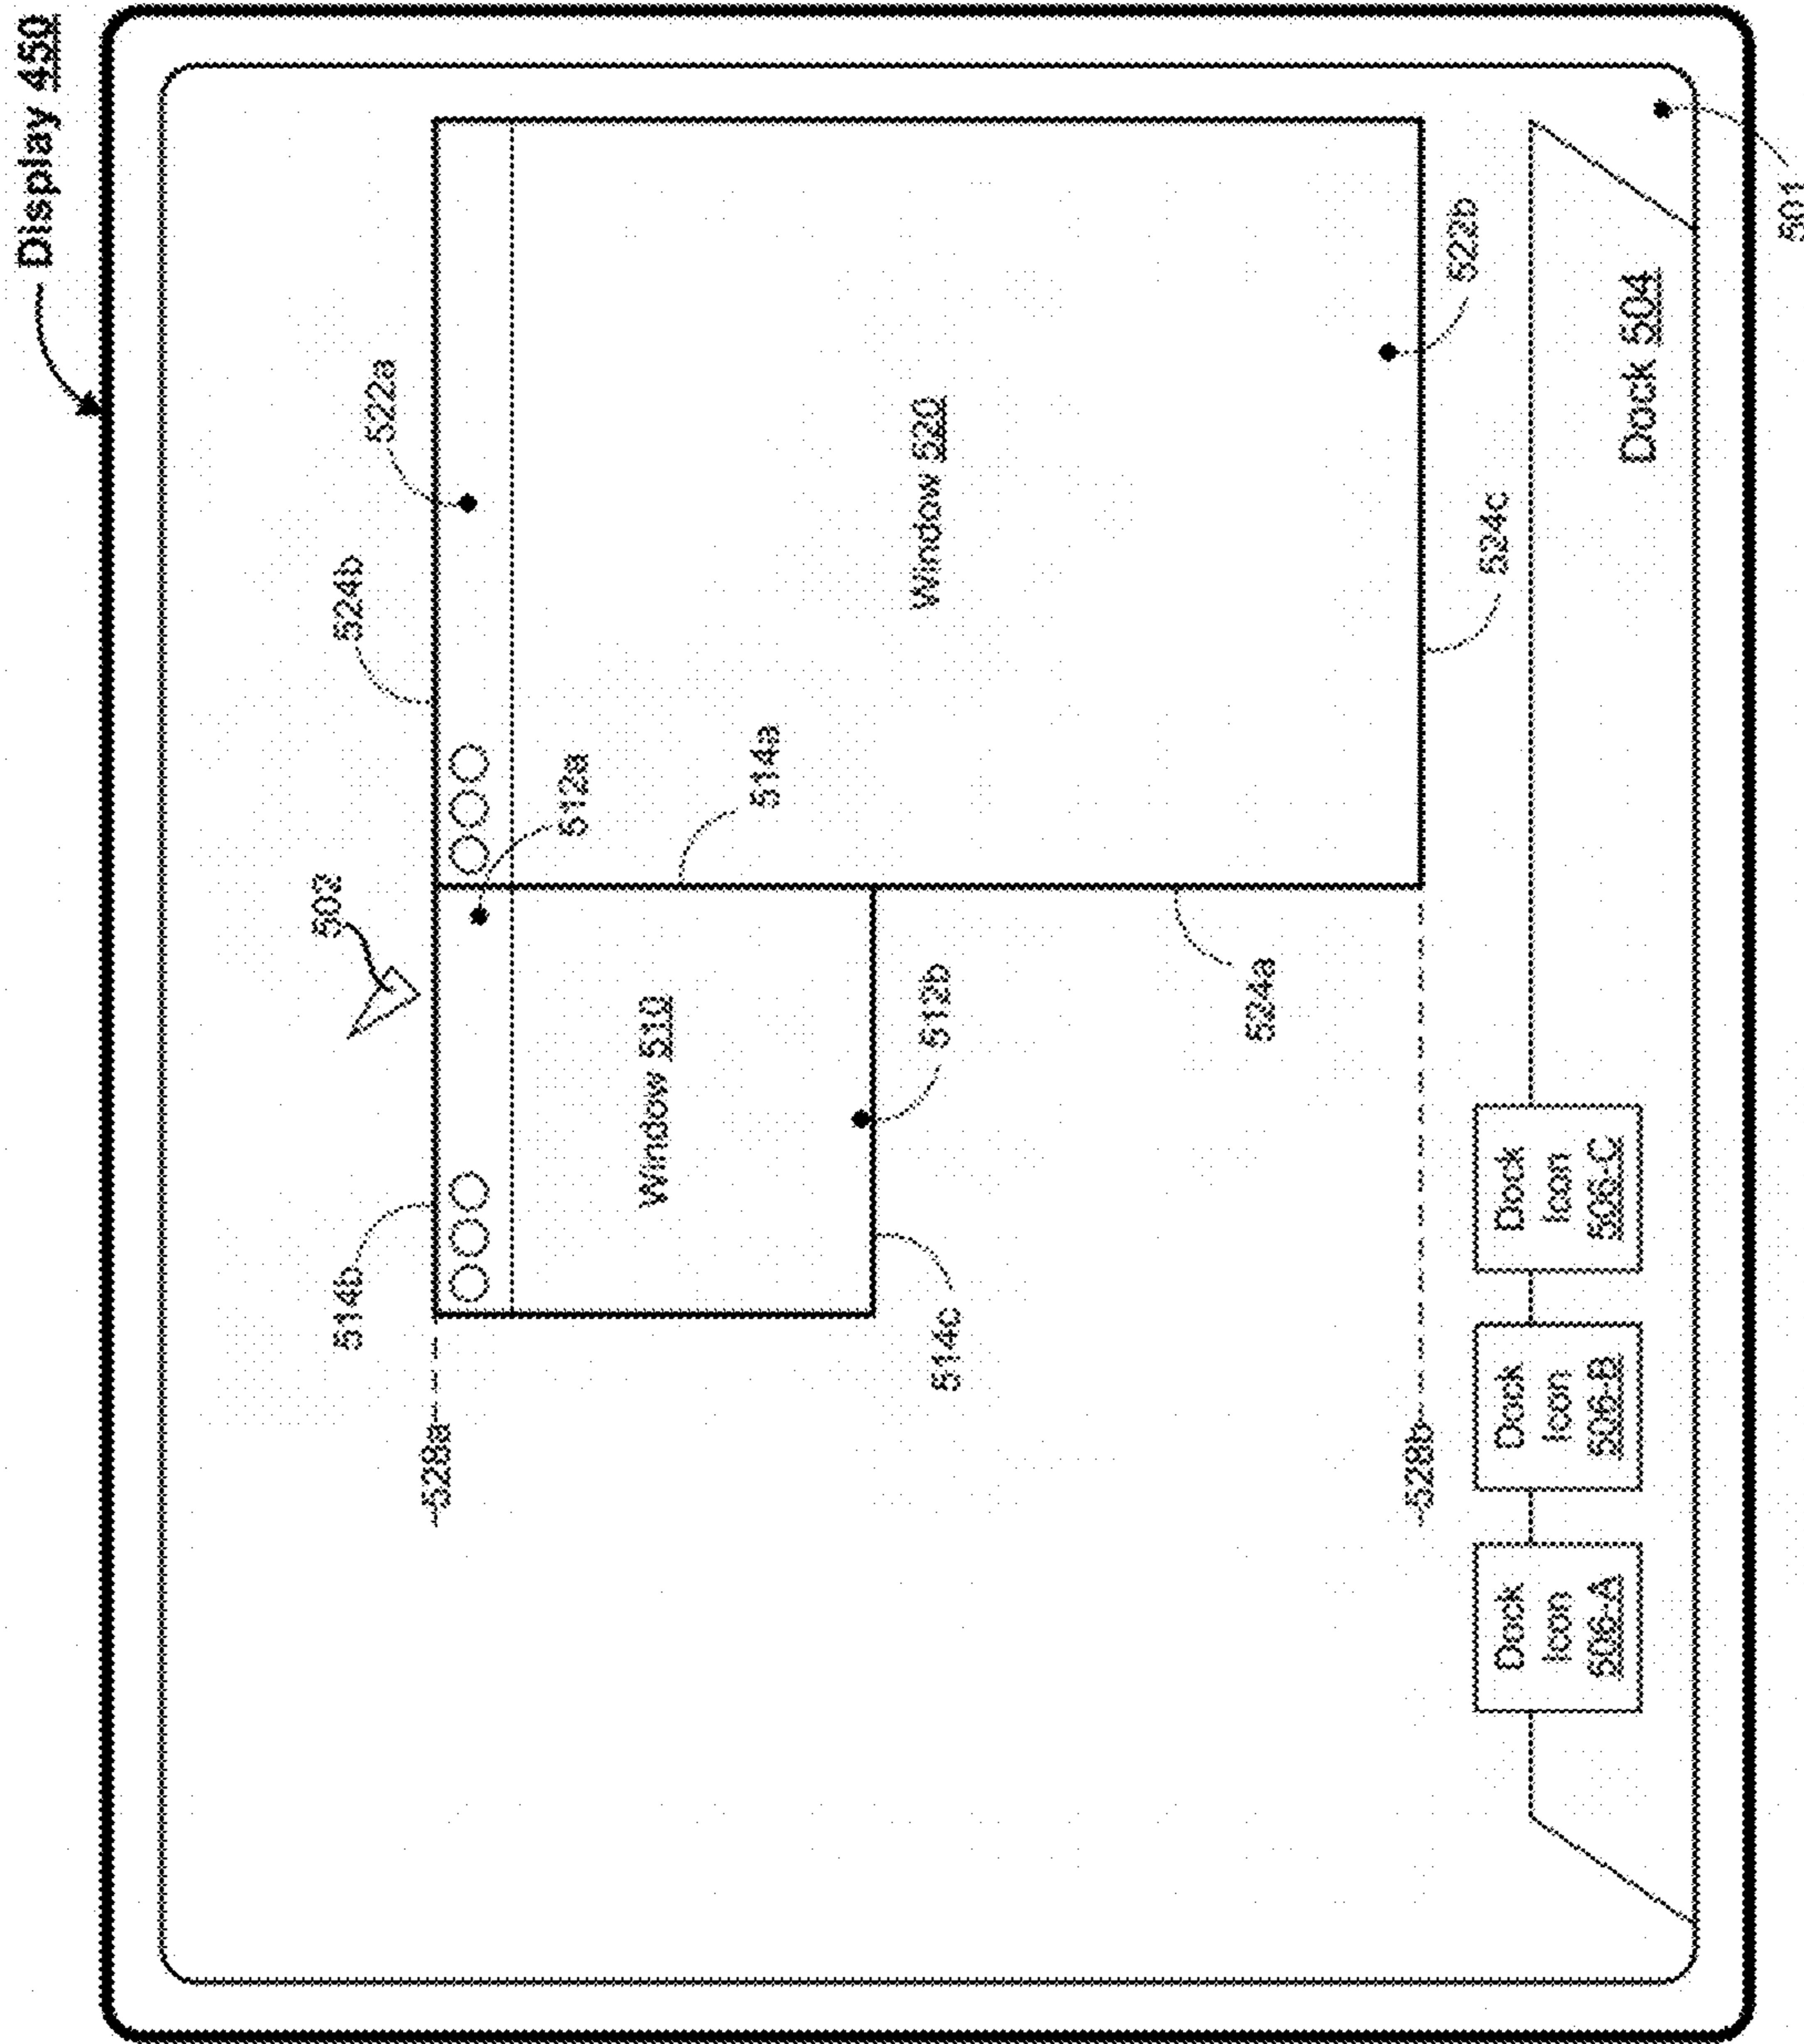 Display 450
502
514b
524b
522a
528a
512a
Window 510
514a
Window 520
514c
512b
524a
528b
522b
524c
Dock
Icon
506-A
Dock
Icon
506-B
Dock
Icon
506-C
Dock 504
501